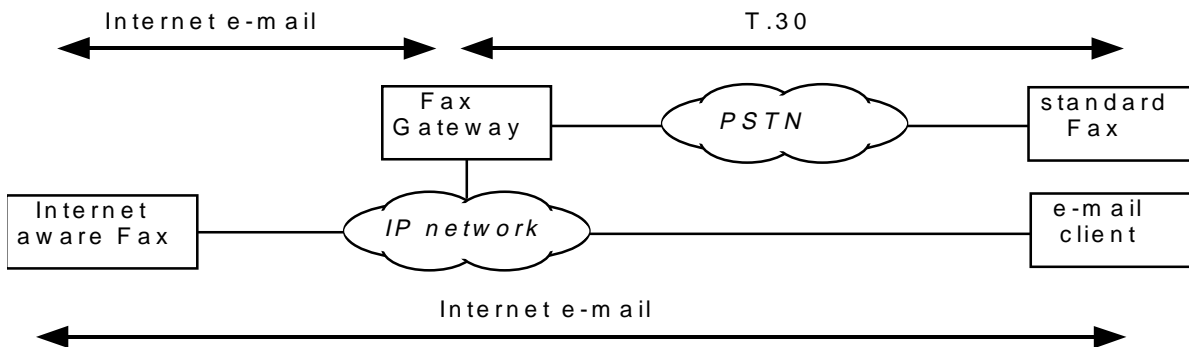 Internet e-mail
T.30
Fax
Gateway
PSTN
standard
Fax
Internet
aware Fax
IP network
e-mail
client
Internet e-mail